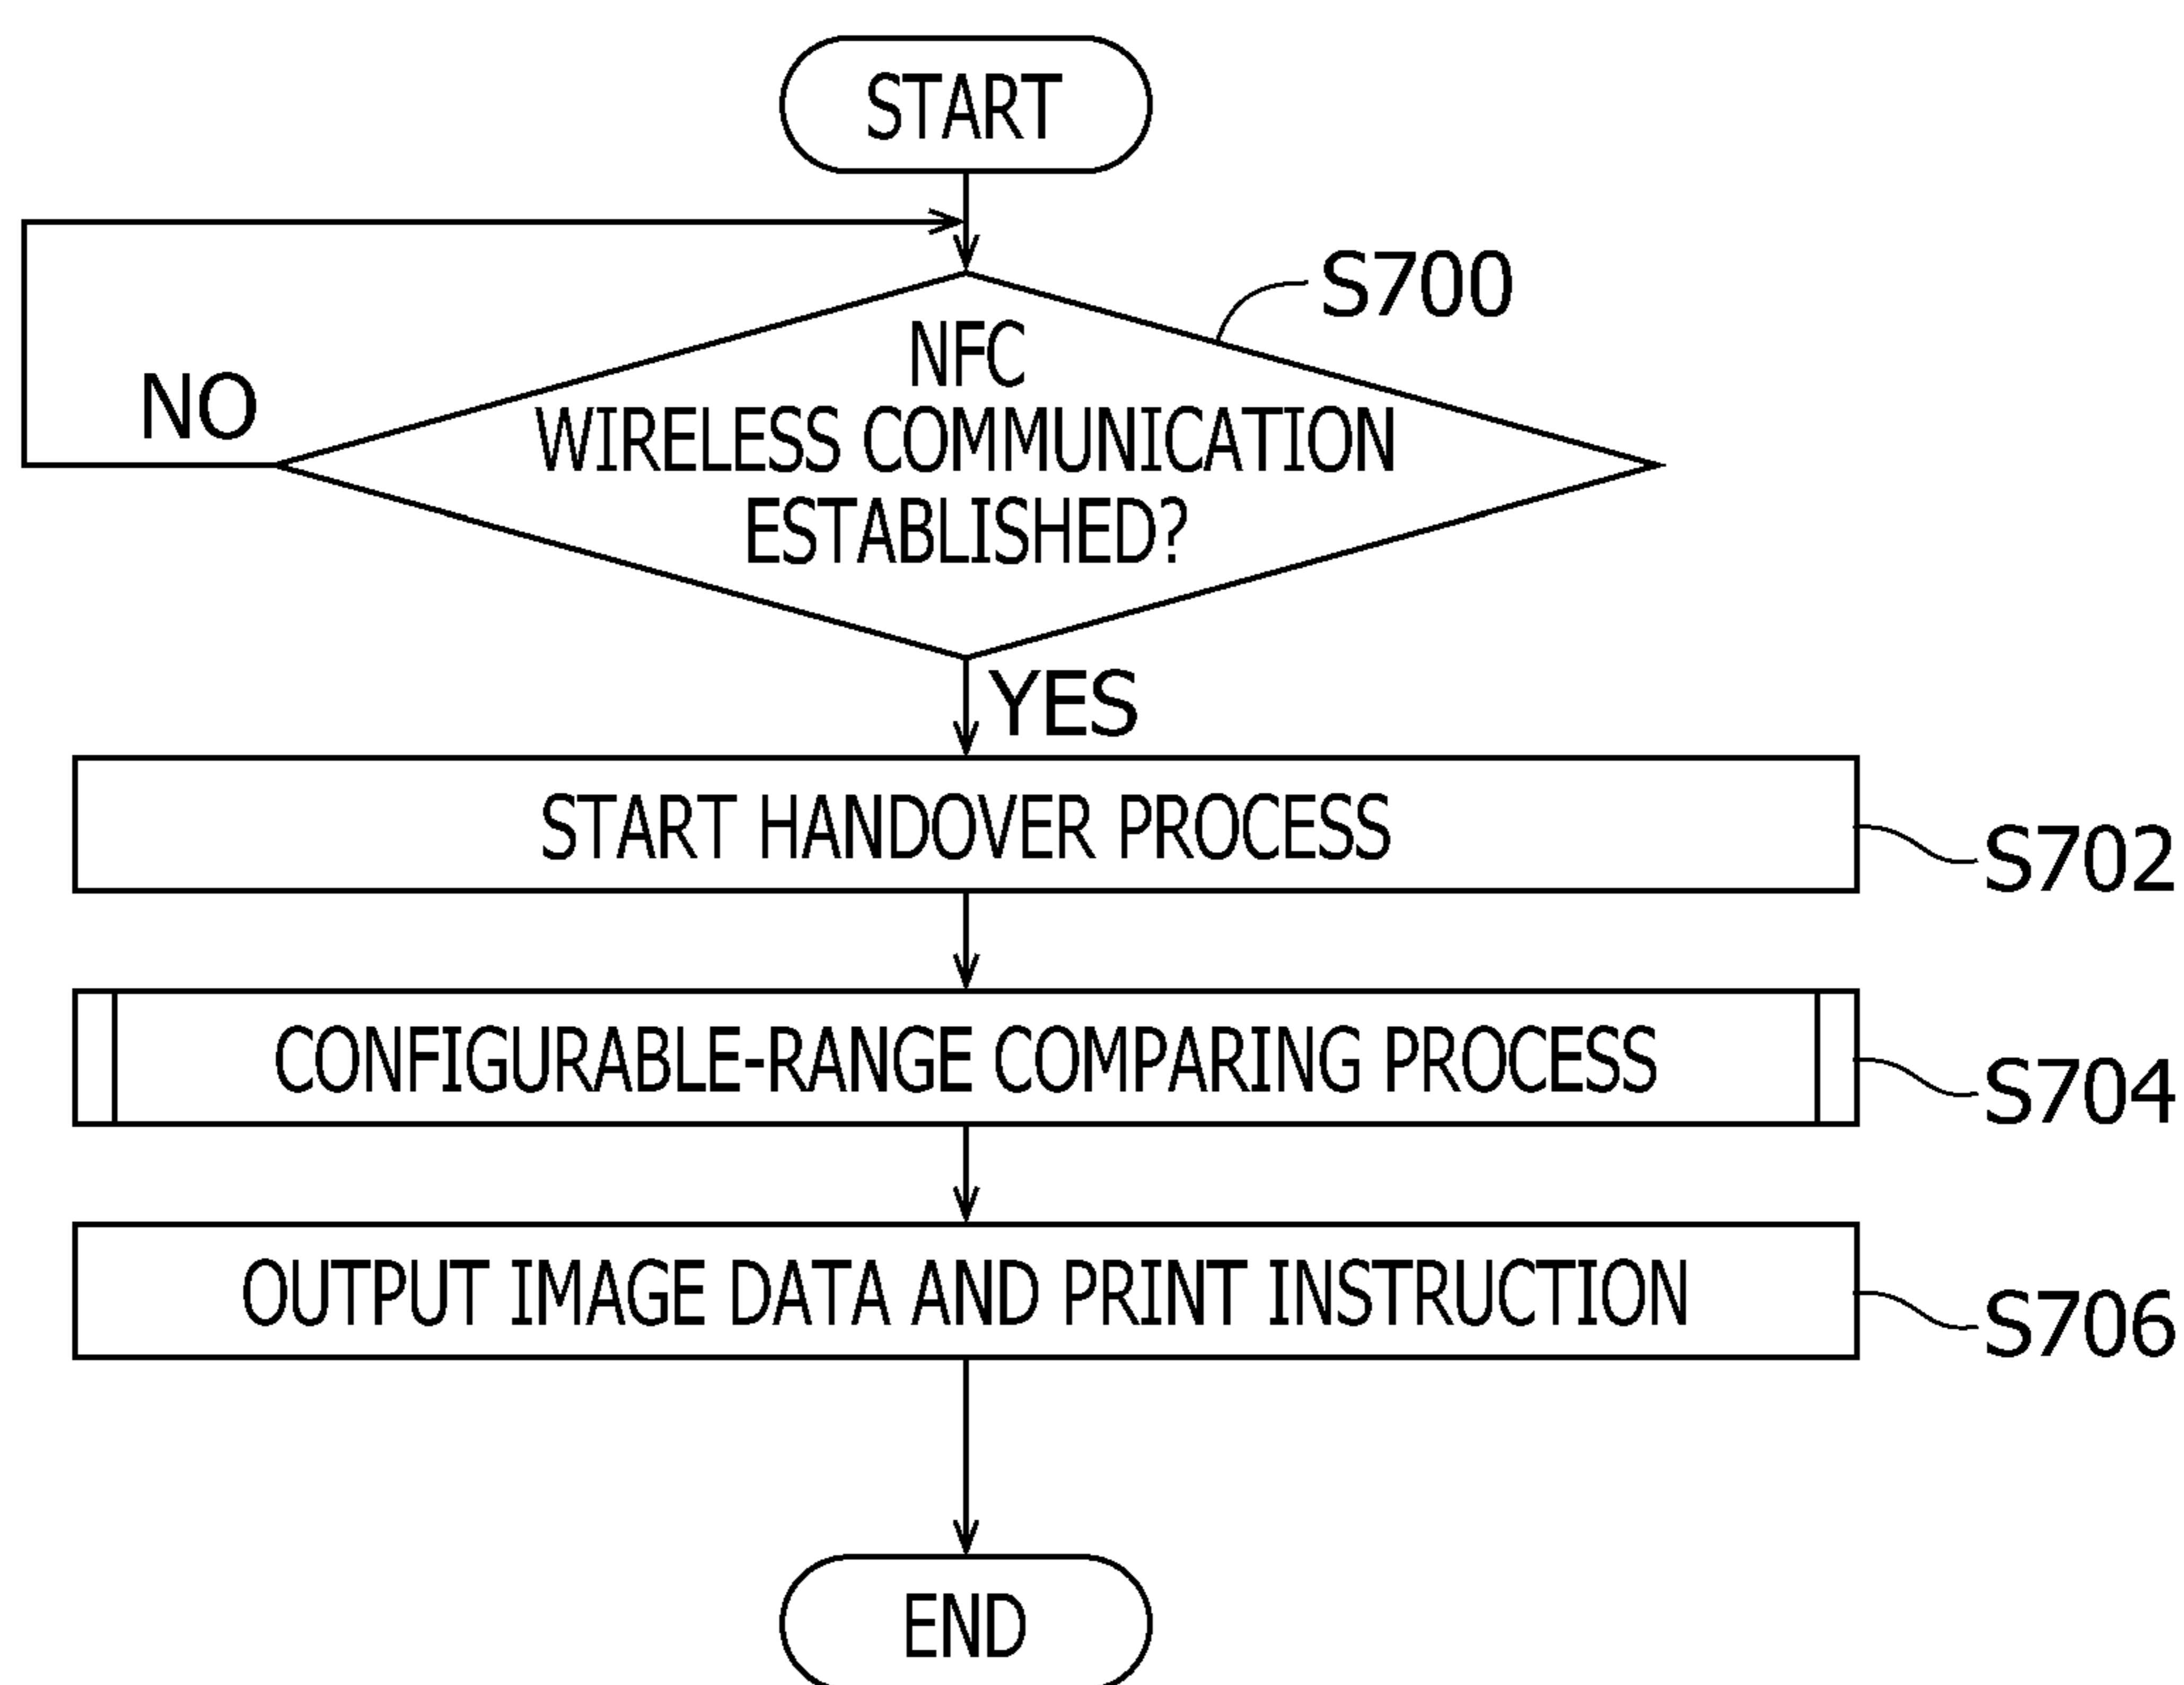 START
S700
NFC
WIRELESS COMMUNICATION
ESTABLISHED?
NO
YES
START HANDOVER PROCESS
S702
CONFIGURABLE-RANGE COMPARING PROCESS
S704
OUTPUT IMAGE DATA AND PRINT INSTRUCTION
S706
END